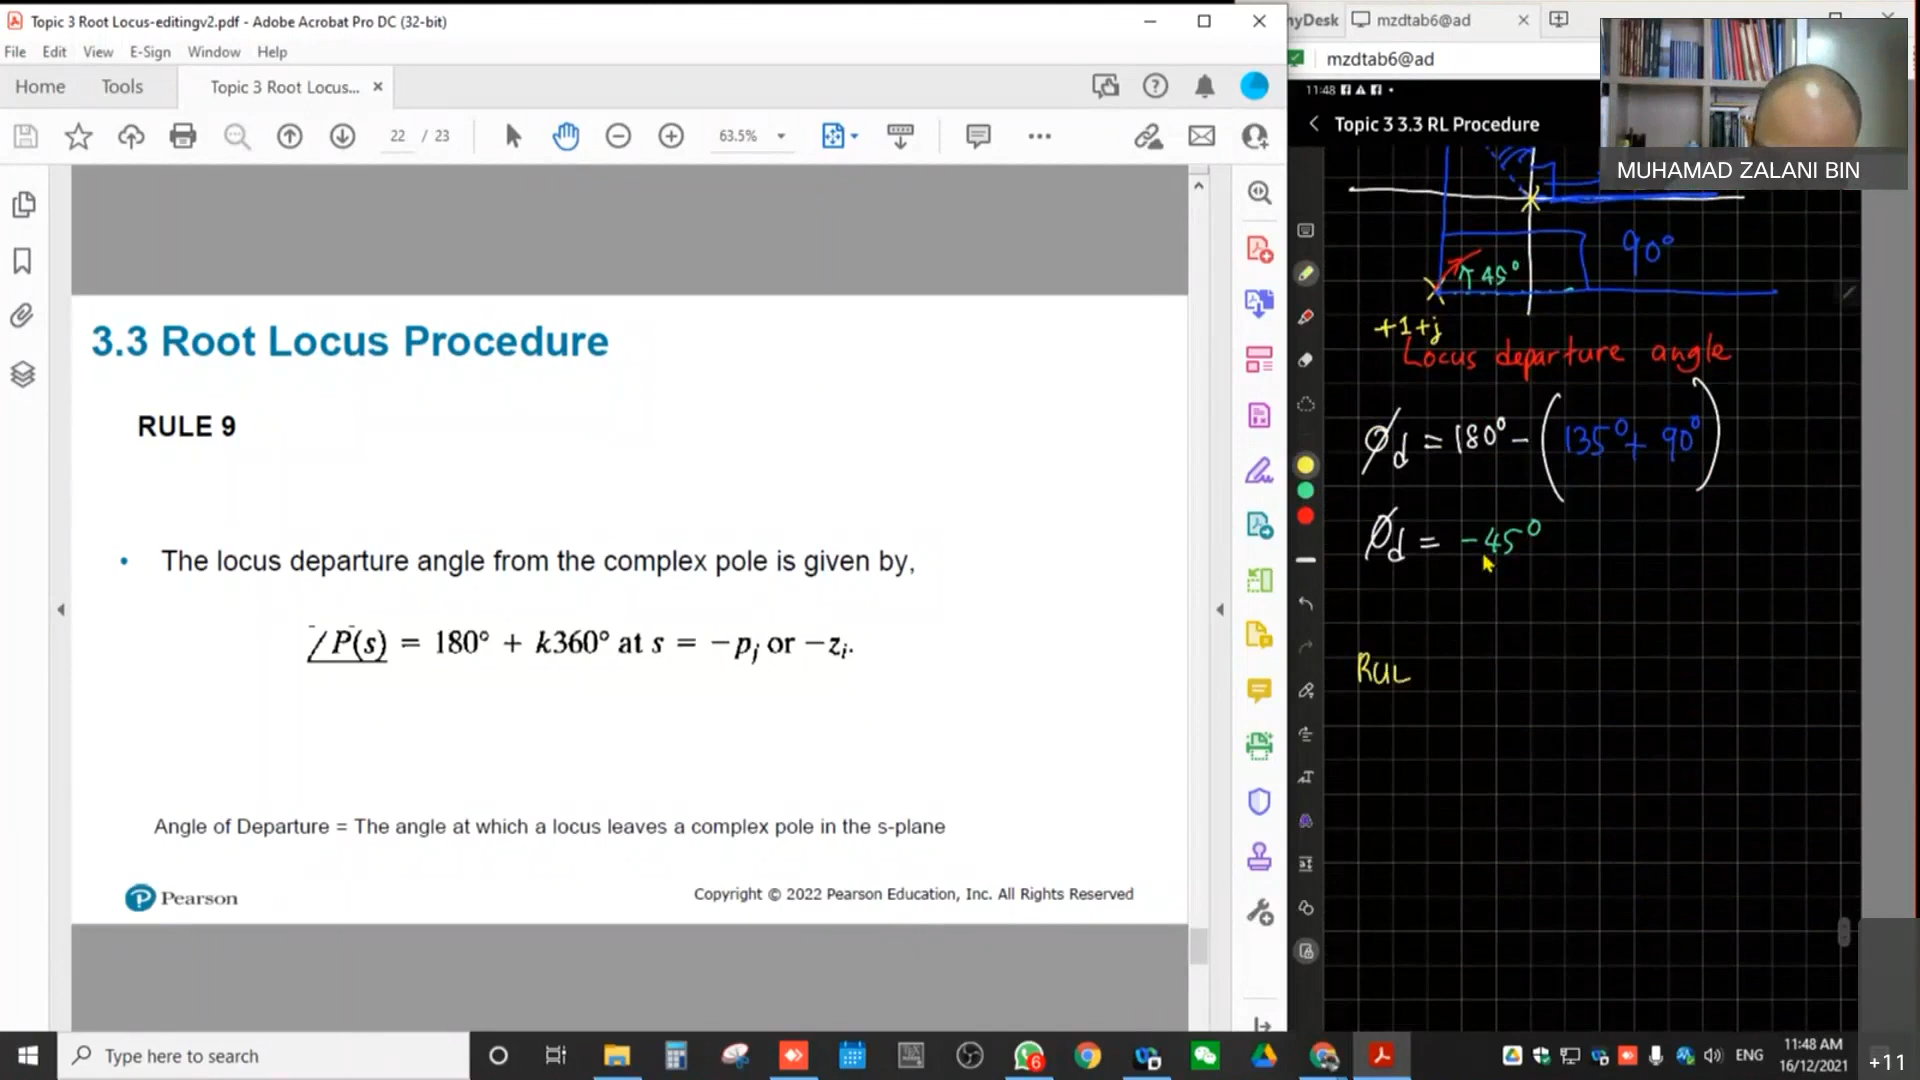 Topic 3 Root Locus-editingv2.pdf - Adobe Acrobat Pro DC (32-bit)
File Edit View E-Sign Window Help
Home Tools Topic 3 Root Locus...
22 / 23 63.5%
3.3 Root Locus Procedure
RULE 9
• The locus departure angle from the complex pole is given by,
/P(s) = 180° + k360° at s = −pj or −zi.
Angle of Departure = The angle at which a locus leaves a complex pole in the s-plane
Pearson
Copyright © 2022 Pearson Education, Inc. All Rights Reserved
nyDesk mzdtab6@ad
mzdtab6@ad
11:48
Topic 3 3.3 RL Procedure
MUHAMAD ZALANI BIN
90°
45°
+1+j
Locus departure angle
Ød = 180° - (135° + 90°)
Ød = -45°
RUL
Type here to search
6
ENG
11:48 AM
16/12/2021
+11